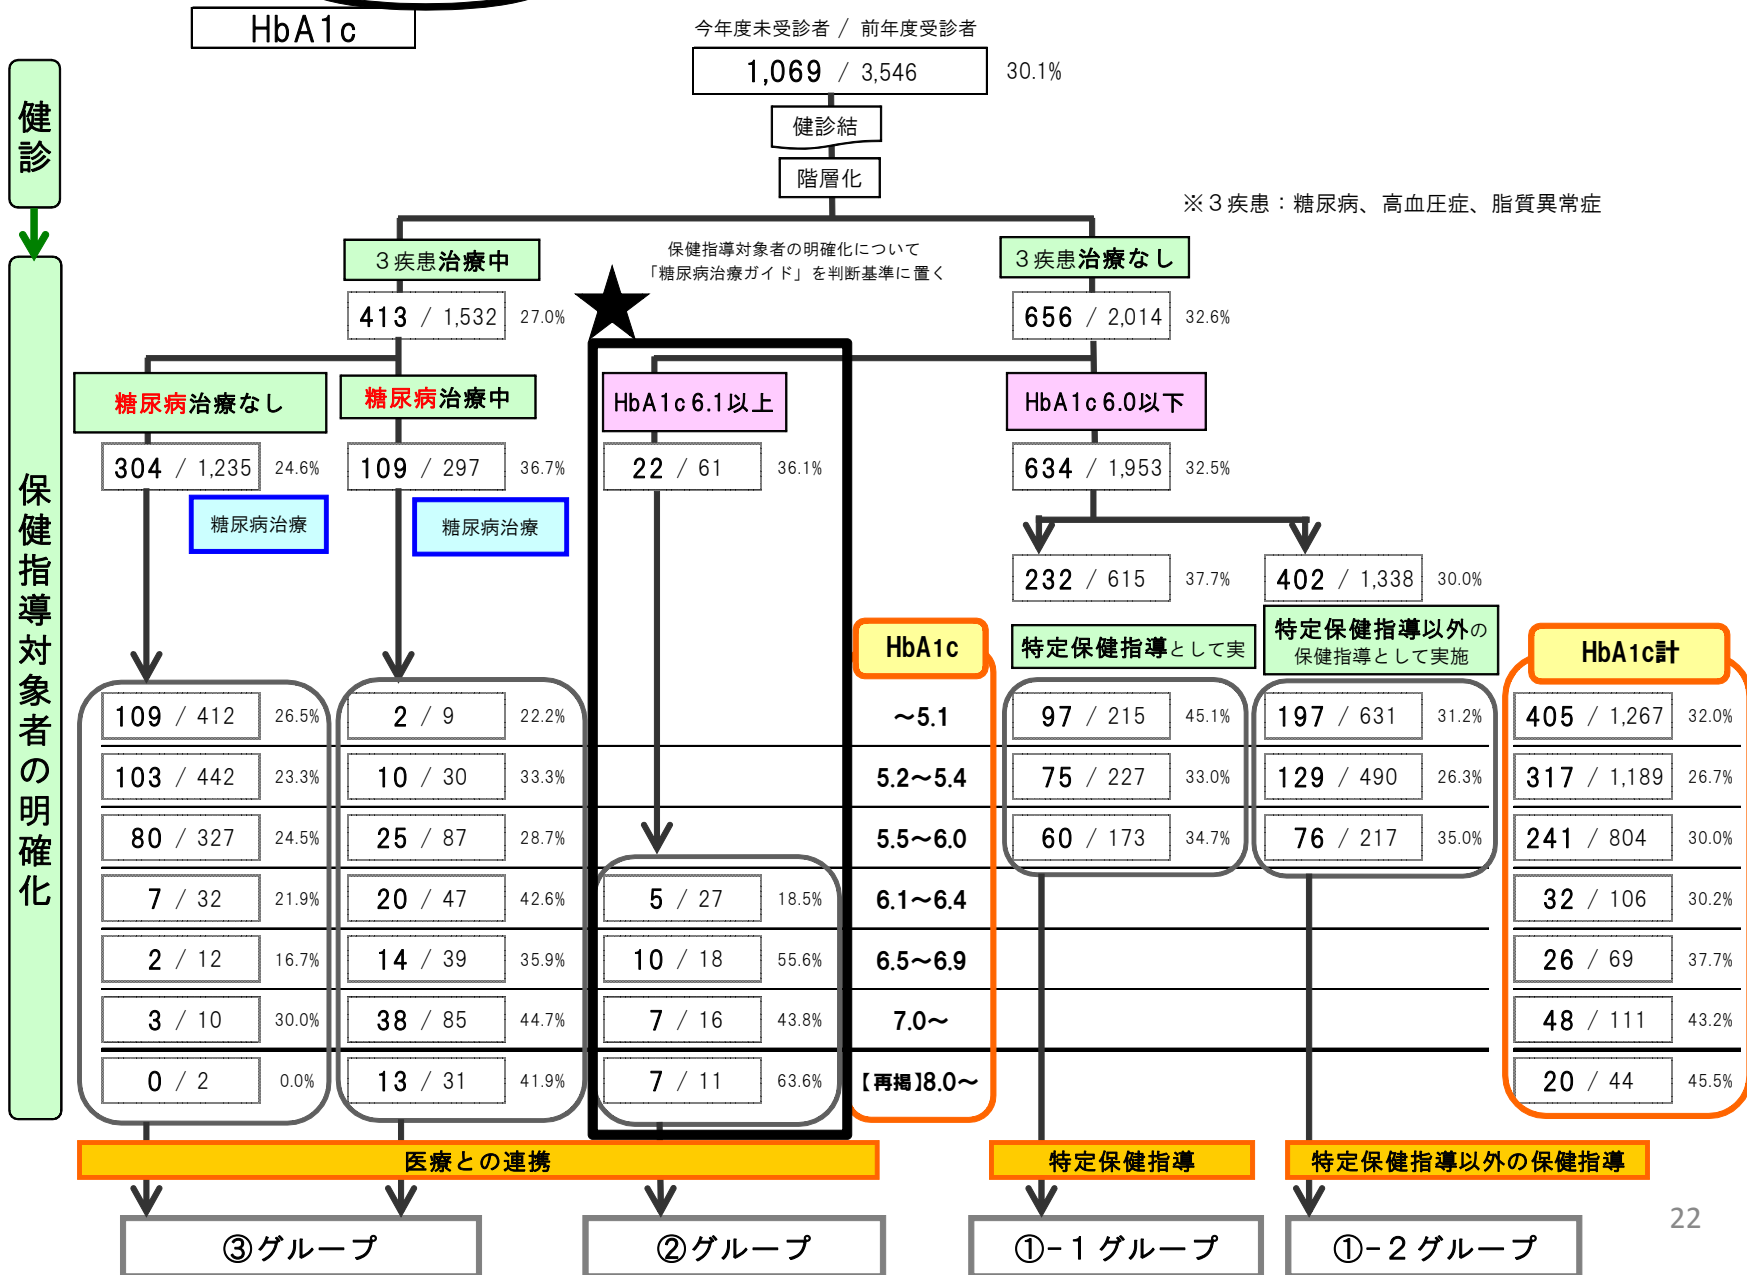 HbA1c
今年度未受診者 / 前年度受診者
1,069 / 3,546 30.1%
健診
健診結
階層化
※3疾患：糖尿病、高血圧症、脂質異常症
3疾患治療中
保健指導対象者の明確化について
「糖尿病治療ガイド」を判断基準に置く
3疾患治療なし
413 / 1,532 27.0%
656 / 2,014 32.6%
糖尿病治療なし
糖尿病治療中
HbA1c 6.1以上
HbA1c 6.0以下
304 / 1,235 24.6%
109 / 297 36.7%
22 / 61 36.1%
634 / 1,953 32.5%
糖尿病治療
糖尿病治療
保健指導対象者の明確化
232 / 615 37.7%
402 / 1,338 30.0%
HbA1c
特定保健指導として実
特定保健指導以外の
保健指導として実施
HbA1c計
109 / 412 26.5% 2 / 9 22.2% ～5.1 97 / 215 45.1% 197 / 631 31.2% 405 / 1,267 32.0%
103 / 442 23.3% 10 / 30 33.3% 5.2～5.4 75 / 227 33.0% 129 / 490 26.3% 317 / 1,189 26.7%
80 / 327 24.5% 25 / 87 28.7% 5.5～6.0 60 / 173 34.7% 76 / 217 35.0% 241 / 804 30.0%
7 / 32 21.9% 20 / 47 42.6% 5 / 27 18.5% 6.1～6.4 32 / 106 30.2%
2 / 12 16.7% 14 / 39 35.9% 10 / 18 55.6% 6.5～6.9 26 / 69 37.7%
3 / 10 30.0% 38 / 85 44.7% 7 / 16 43.8% 7.0～ 48 / 111 43.2%
0 / 2 0.0% 13 / 31 41.9% 7 / 11 63.6% 【再掲】8.0～ 20 / 44 45.5%
医療との連携
特定保健指導
特定保健指導以外の保健指導
③グループ
②グループ
①-1グループ
①-2グループ
22